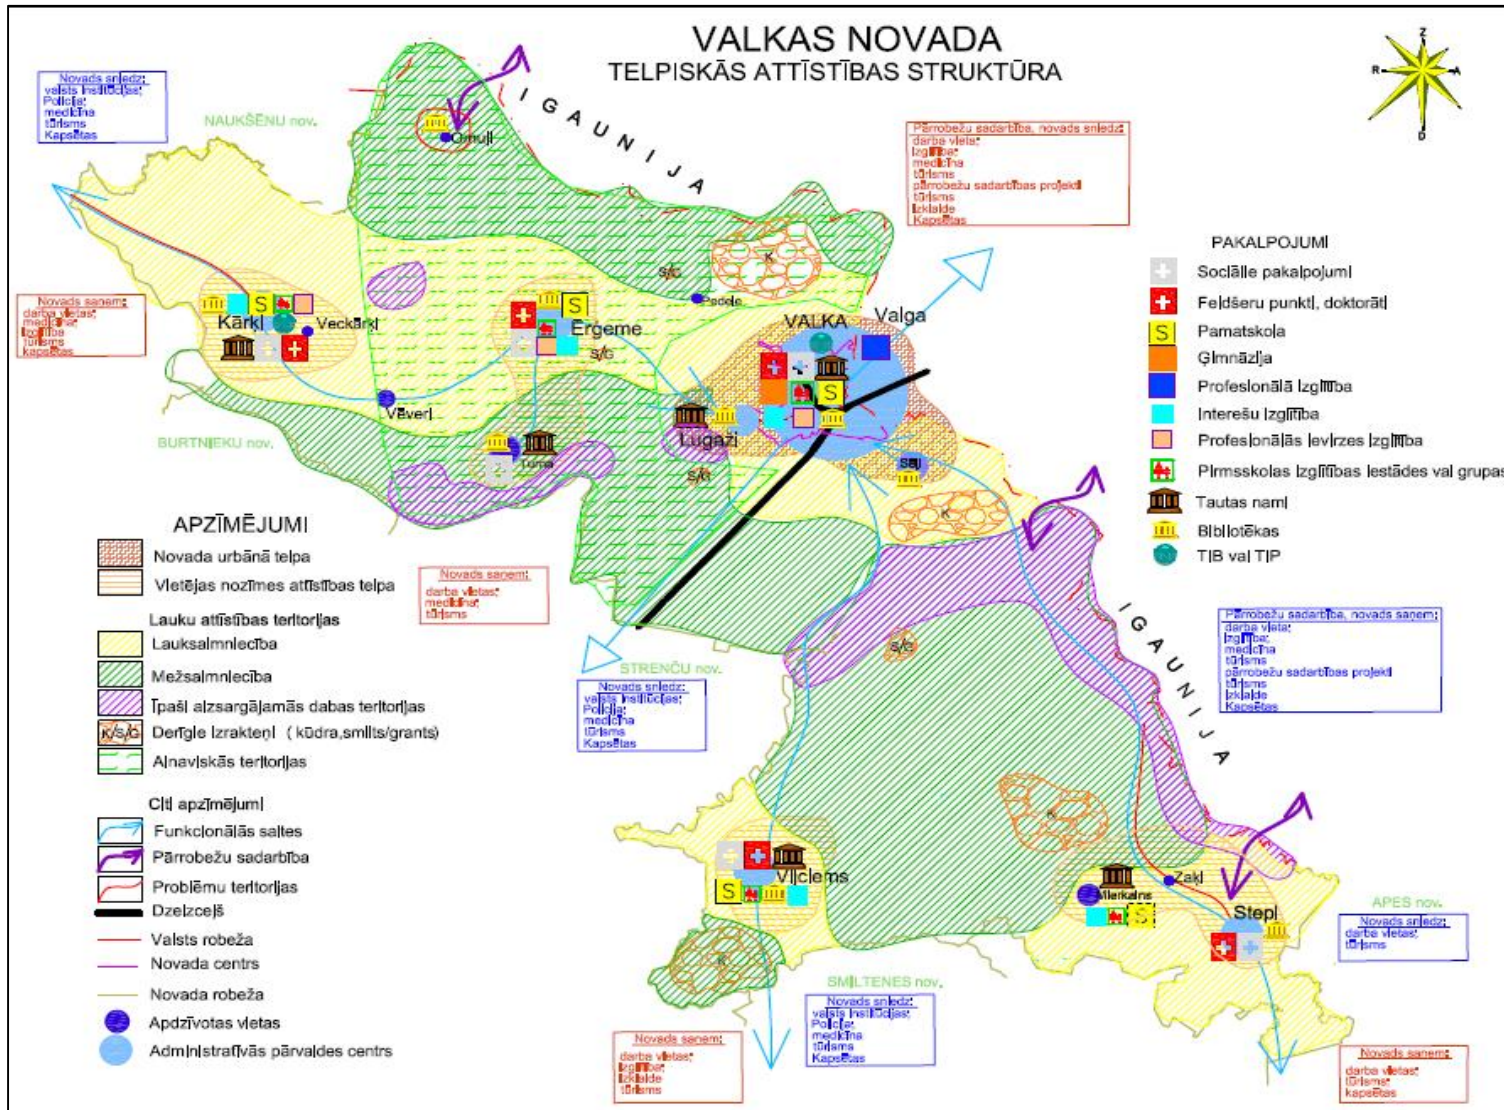 VALKAS NOVADA
TELPISKĀS ATTĪSTĪBAS STRUKTŪRA
Z
R
A
D
IGAUNIJA
NAUKŠĒNU nov.
Novads sniedz:
valsts institūcijas;
Policija;
medicīna
tūrisms
Kapsētas
Pārrobežu sadarbība, novads sniedz:
darba vieta;
Izglītība;
medicīna
tūrisms
pārrobežu sadarbības projekti
tūrisms
Izklaide
Kapsētas
Omuļi
K
S/G
Pedele
Novads saņem:
darba vietas;
medicīna;
Izglītība
tūrisms
kapsētas
S
Kārķi
Veckārķi
S
Ērģeme
S/G
VALKA
Valga
S
Vēveri
Lugaži
S/G
Turna
Sēļi
K
BURTNIEKU nov.
PAKALPOJUMI
Sociālie pakalpojumi
Feldšeru punkti, doktorāti
S
Pamatskola
Ģimnāzija
Profesionālā Izglītība
Interešu Izglītība
Profesionālās ievirzes Izglītība
Pirmsskolas Izglītības Iestādes vai grupas
Tautas nami
Bibliotēkas
TIB vai TIP
APZĪMĒJUMI
Novada urbānā telpa
Vietējas nozīmes attīstības telpa
Lauku attīstības teritorijas
Lauksaimniecība
Mežsaimniecība
Īpaši aizsargājamās dabas teritorijas
K/S/G
Derīgie Izrakteņi ( kūdra,smilts/grants)
Ainaviskās teritorijas
Citi apzīmējumi
Funkcionālās saites
Pārrobežu sadarbība
Problēmu teritorijas
Dzelzceļš
Valsts robeža
Novada centrs
Novada robeža
Apdzīvotas vietas
Administratīvās pārvaldes centrs
Novads saņem:
darba vietas;
medicīna;
tūrisms
STRENČU nov.
Novads sniedz:
valsts institūcijas;
Policija;
medicīna
tūrisms
Kapsētas
S/G
IGAUNIJA
Pārrobežu sadarbība, novads saņem:
darba vieta;
Izglītība;
medicīna
tūrisms
pārrobežu sadarbības projekti
tūrisms
Izklaide
Kapsētas
K
Vijciems
S
K
Zaķi
Mierkalns
S
Stepi
APES nov.
Novads sniedz:
darba vietas;
tūrisms
SMILTENES nov.
Novads sniedz:
valsts institūcijas;
Policija;
medicīna
tūrisms
Kapsētas
Novads saņem:
darba vietas;
Izglītība;
Izklaide
tūrisms
Novads saņem:
darba vietas;
tūrisms;
kapsētas